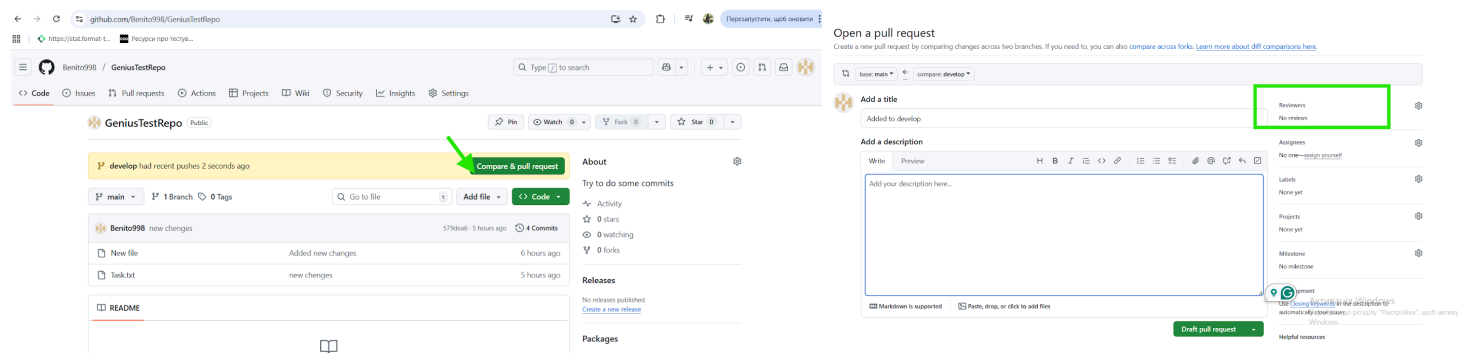 github.com/Benito998/GeniusTestRepo
Перезапустити, щоб оновити
https://stat.format-t...
Ресурси про тестув...
Benito998 / GeniusTestRepo
Type / to search
Code Issues Pull requests Actions Projects Wiki Security Insights Settings
GeniusTestRepo Public
Pin Watch 0 Fork 0 Star 0
develop had recent pushes 2 seconds ago
Compare & pull request
main 1 Branch 0 Tags
Go to file t
Add file Code
Benito998 new changes 579dea6 · 5 hours ago 4 Commits
New file Added new changes 6 hours ago
Task.txt new chenges 5 hours ago
README
About
Try to do some commits
Activity
0 stars
0 watching
0 forks
Releases
No releases published
Create a new release
Packages
Open a pull request
Create a new pull request by comparing changes across two branches. If you need to, you can also compare across forks. Learn more about diff comparisons here.
base: main compare: develop
Add a title
Added to develop
Add a description
Write Preview
Add your description here...
Markdown is supported Paste, drop, or click to add files
Draft pull request
Reviewers
No reviews
Assignees
No one—assign yourself
Labels
None yet
Projects
None yet
Milestone
No milestone
Use Closing keywords in the description to
automatically close issues
Windows
розділу "Настройки", щоб активу
Windows.
Helpful resources